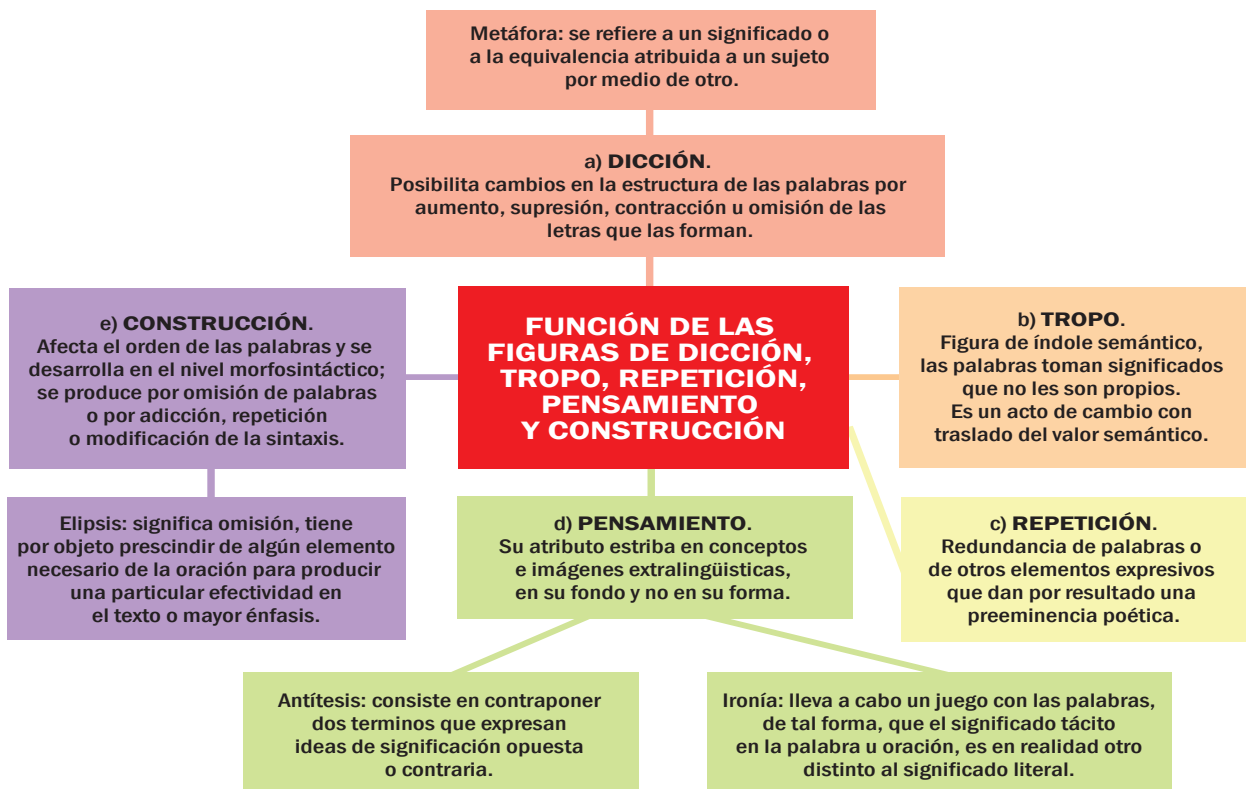 Metáfora: se refiere a un significado o
a la equivalencia atribuida a un sujeto
por medio de otro.
a) DICCIÓN.
Posibilita cambios en la estructura de las palabras por
aumento, supresión, contracción u omisión de las
letras que las forman.
FUNCIÓN DE LAS
FIGURAS DE DICCIÓN,
TROPO, REPETICIÓN,
PENSAMIENTO
Y CONSTRUCCIÓN
e) CONSTRUCCIÓN.
Afecta el orden de las palabras y se
desarrolla en el nivel morfosintáctico;
se produce por omisión de palabras
o por adicción, repetición
o modificación de la sintaxis.
b) TROPO.
Figura de índole semántico,
las palabras toman significados
que no les son propios.
Es un acto de cambio con
traslado del valor semántico.
Elipsis: significa omisión, tiene
por objeto prescindir de algún elemento
necesario de la oración para producir
una particular efectividad en
el texto o mayor énfasis.
d) PENSAMIENTO.
Su atributo estriba en conceptos
e imágenes extralingüisticas,
en su fondo y no en su forma.
c) REPETICIÓN.
Redundancia de palabras o
de otros elementos expresivos
que dan por resultado una
preeminencia poética.
Antítesis: consiste en contraponer
dos terminos que expresan
ideas de significación opuesta
o contraria.
Ironía: lleva a cabo un juego con las palabras,
de tal forma, que el significado tácito
en la palabra u oración, es en realidad otro
distinto al significado literal.